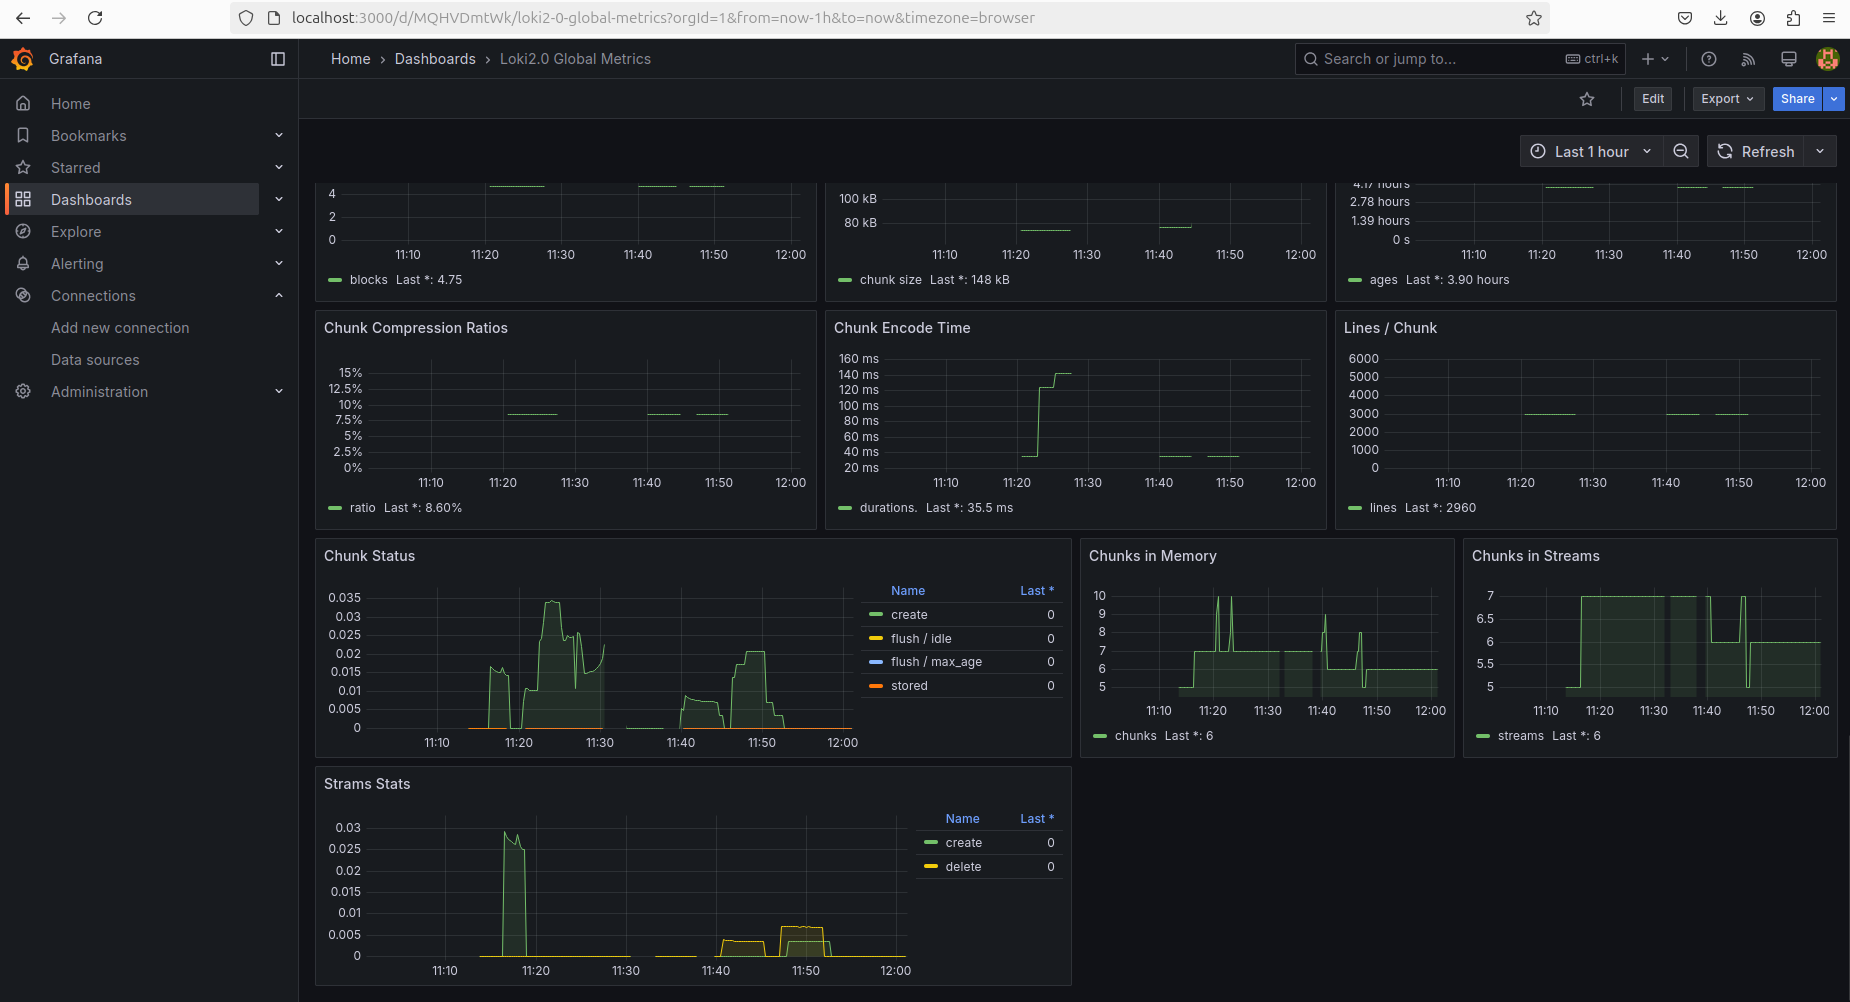 localhost:3000/d/MQHVDmtWk/loki2-0-global-metrics?orgId=1&from=now-1h&to=now&timezone=browser
Grafana
Home › Dashboards › Loki2.0 Global Metrics
Search or jump to...
ctrl+k
Edit
Export
Share
Home
Bookmarks
Starred
Dashboards
Explore
Alerting
Connections
Add new connection
Data sources
Administration
Last 1 hour
Refresh
4
2
0
11:10 11:20 11:30 11:40 11:50 12:00
blocks Last *: 4.75
100 kB
80 kB
11:10 11:20 11:30 11:40 11:50 12:00
chunk size Last *: 148 kB
4.17 hours
2.78 hours
1.39 hours
0 s
11:10 11:20 11:30 11:40 11:50 12:00
ages Last *: 3.90 hours
Chunk Compression Ratios
15%
12.5%
10%
7.5%
5%
2.5%
0%
11:10 11:20 11:30 11:40 11:50 12:00
ratio Last *: 8.60%
Chunk Encode Time
160 ms
140 ms
120 ms
100 ms
80 ms
60 ms
40 ms
20 ms
11:10 11:20 11:30 11:40 11:50 12:00
durations. Last *: 35.5 ms
Lines / Chunk
6000
5000
4000
3000
2000
1000
0
11:10 11:20 11:30 11:40 11:50 12:00
lines Last *: 2960
Chunk Status
0.035
0.03
0.025
0.02
0.015
0.01
0.005
0
11:10 11:20 11:30 11:40 11:50 12:00
Name Last *
create 0
flush / idle 0
flush / max_age 0
stored 0
Chunks in Memory
10
9
8
7
6
5
11:10 11:20 11:30 11:40 11:50 12:00
chunks Last *: 6
Chunks in Streams
7
6.5
6
5.5
5
11:10 11:20 11:30 11:40 11:50 12:00
streams Last *: 6
Strams Stats
0.03
0.025
0.02
0.015
0.01
0.005
0
11:10 11:20 11:30 11:40 11:50 12:00
Name Last *
create 0
delete 0